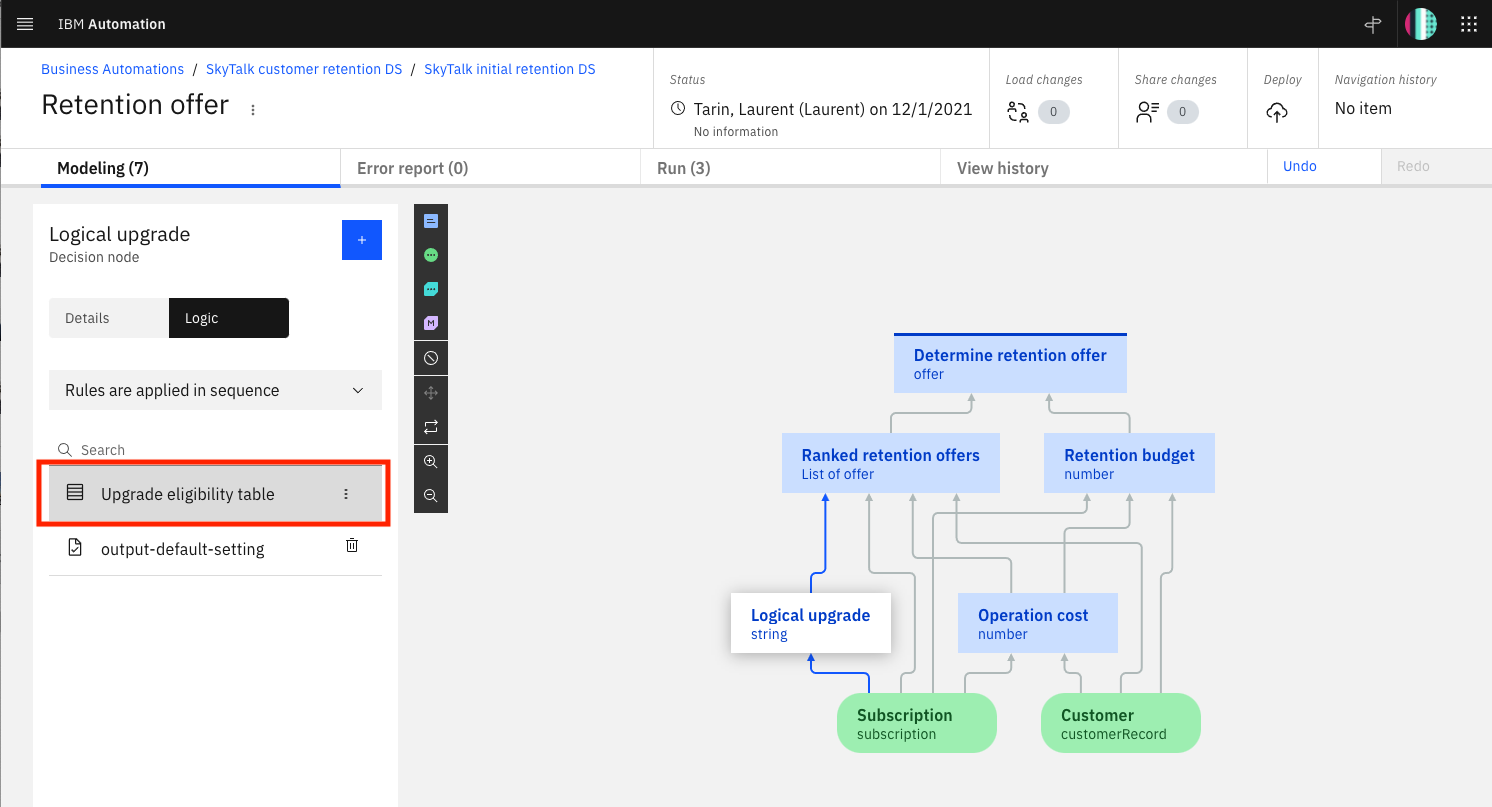 IBM Automation
Business Automations / SkyTalk customer retention DS / SkyTalk initial retention DS
Retention offer
Status
Tarin, Laurent (Laurent) on 12/1/2021
No information
Load changes
0
Share changes
0
Deploy
Navigation history
No item
Modeling (7)
Error report (0)
Run (3)
View history
Undo
Redo
Logical upgrade
Decision node
+
Details
Logic
Rules are applied in sequence
Search
Upgrade eligibility table
output-default-setting
M
Determine retention offer
offer
Ranked retention offers
List of offer
Retention budget
number
Logical upgrade
string
Operation cost
number
Subscription
subscription
Customer
customerRecord